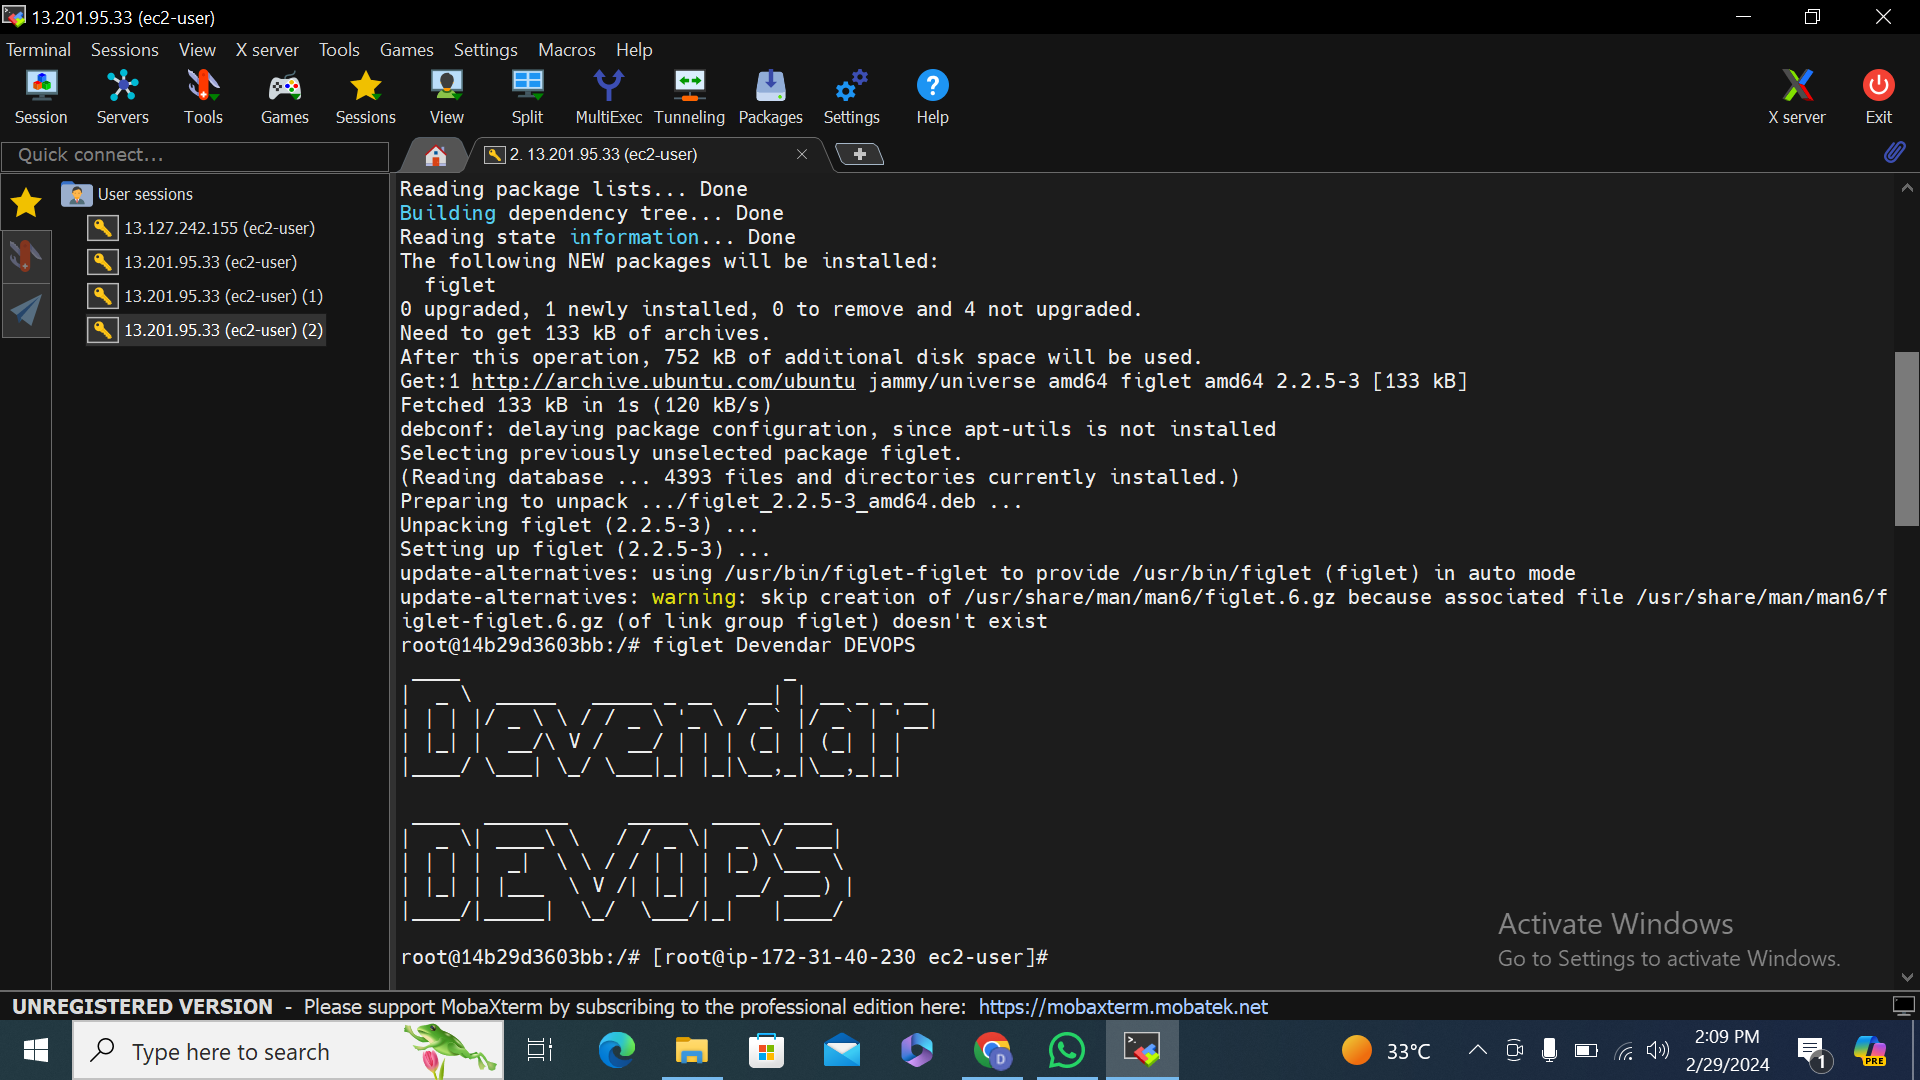 13.201.95.33 (ec2-user)
Terminal Sessions View X server Tools Games Settings Macros Help
Session Servers Tools Games Sessions View Split MultiExec Tunneling Packages Settings Help X server Exit
Quick connect...
2. 13.201.95.33 (ec2-user)
User sessions
13.127.242.155 (ec2-user)
13.201.95.33 (ec2-user)
13.201.95.33 (ec2-user) (1)
13.201.95.33 (ec2-user) (2)
Reading package lists... Done
Building dependency tree... Done
Reading state information... Done
The following NEW packages will be installed:
figlet
0 upgraded, 1 newly installed, 0 to remove and 4 not upgraded.
Need to get 133 kB of archives.
After this operation, 752 kB of additional disk space will be used.
Get:1 http://archive.ubuntu.com/ubuntu jammy/universe amd64 figlet amd64 2.2.5-3 [133 kB]
Fetched 133 kB in 1s (120 kB/s)
debconf: delaying package configuration, since apt-utils is not installed
Selecting previously unselected package figlet.
(Reading database ... 4393 files and directories currently installed.)
Preparing to unpack .../figlet_2.2.5-3_amd64.deb ...
Unpacking figlet (2.2.5-3) ...
Setting up figlet (2.2.5-3) ...
update-alternatives: using /usr/bin/figlet-figlet to provide /usr/bin/figlet (figlet) in auto mode
update-alternatives: warning: skip creation of /usr/share/man/man6/figlet.6.gz because associated file /usr/share/man/man6/f
iglet-figlet.6.gz (of link group figlet) doesn't exist
root@14b29d3603bb:/# figlet Devendar DEVOPS
Devendar
DEVOPS
root@14b29d3603bb:/# [root@ip-172-31-40-230 ec2-user]#
Activate Windows
Go to Settings to activate Windows.
UNREGISTERED VERSION - Please support MobaXterm by subscribing to the professional edition here: https://mobaxterm.mobatek.net
Type here to search
D
33°C
2:09 PM
2/29/2024
1
PRE